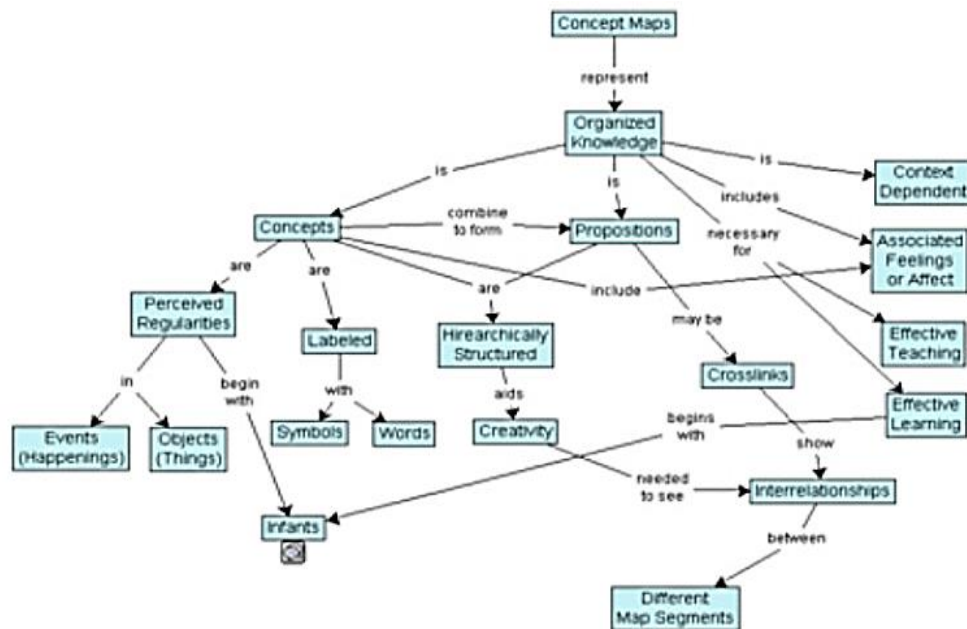 Concept Maps
represent
Organized
Knowledge
is
is
is
Context
Dependent
includes
Concepts
combine
to form
Propositions
necessary
for
Associated
Feelings
or Affect
are
are
are
include
Perceived
Regularities
Labeled
Hirearchically
Structured
may be
Effective
Teaching
in
begin
with
with
aids
Crosslinks
Events
(Happenings)
Objects
(Things)
Symbols
Words
Creativity
begins
with
show
Effective
Learning
needed
to see
Interrelationships
Infants
between
Different
Map Segments